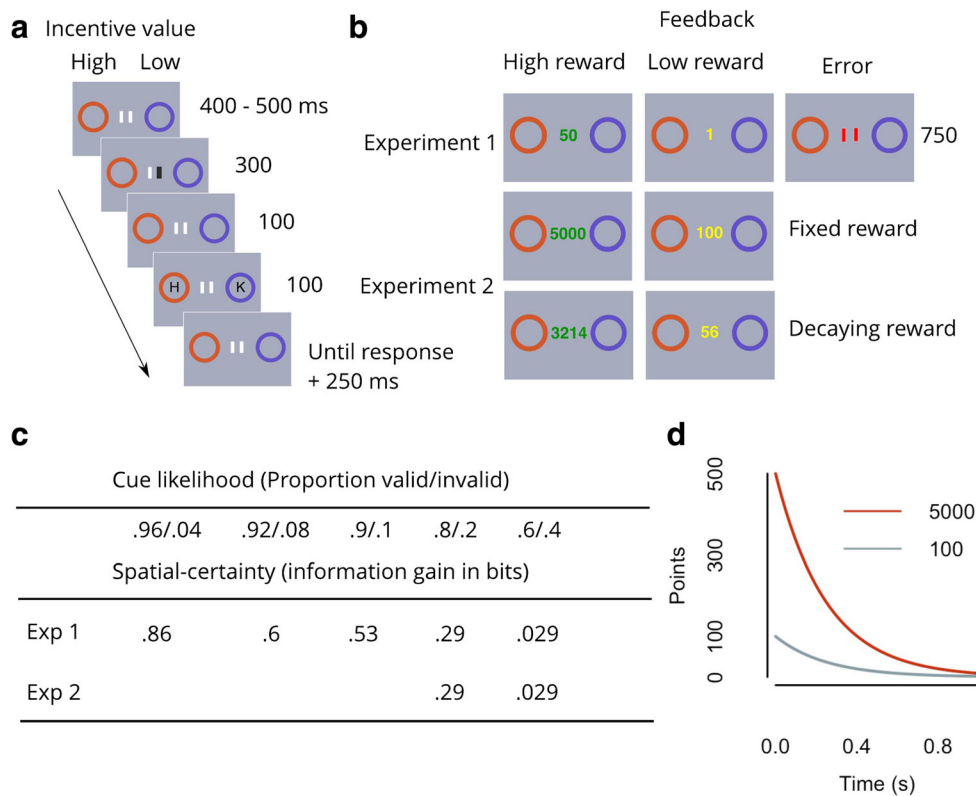 a
Incentive value
High Low
400 - 500 ms
300
100
H K
100
Until response
+ 250 ms
b
Feedback
High reward Low reward Error
Experiment 1
50 1
750
5000 100
Fixed reward
Experiment 2
3214 56
Decaying reward
c
Cue likelihood (Proportion valid/invalid)
.96/.04 .92/.08 .9/.1 .8/.2 .6/.4
Spatial-certainty (information gain in bits)
Exp 1 .86 .6 .53 .29 .029
Exp 2 .29 .029
d
Points
500
300
100
0
5000
100
0.0 0.4 0.8
Time (s)